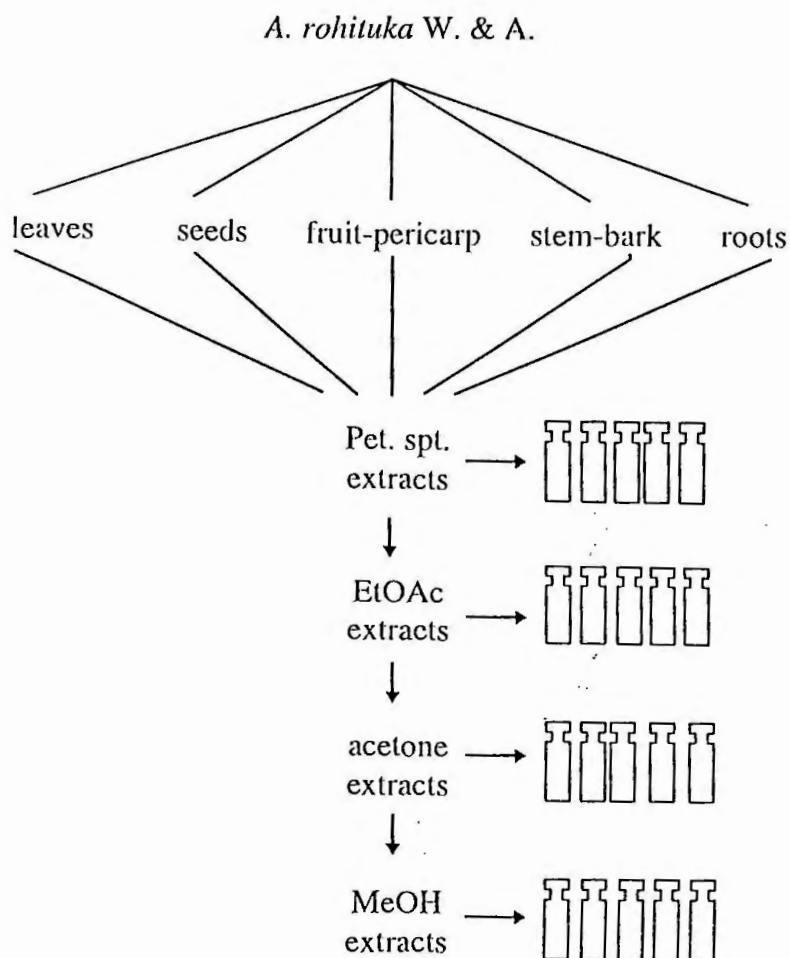 A. rohituka W. & A.
leaves seeds fruit-pericarp stem-bark roots
Pet. spt.
extracts
EtOAc
extracts
acetone
extracts
MeOH
extracts